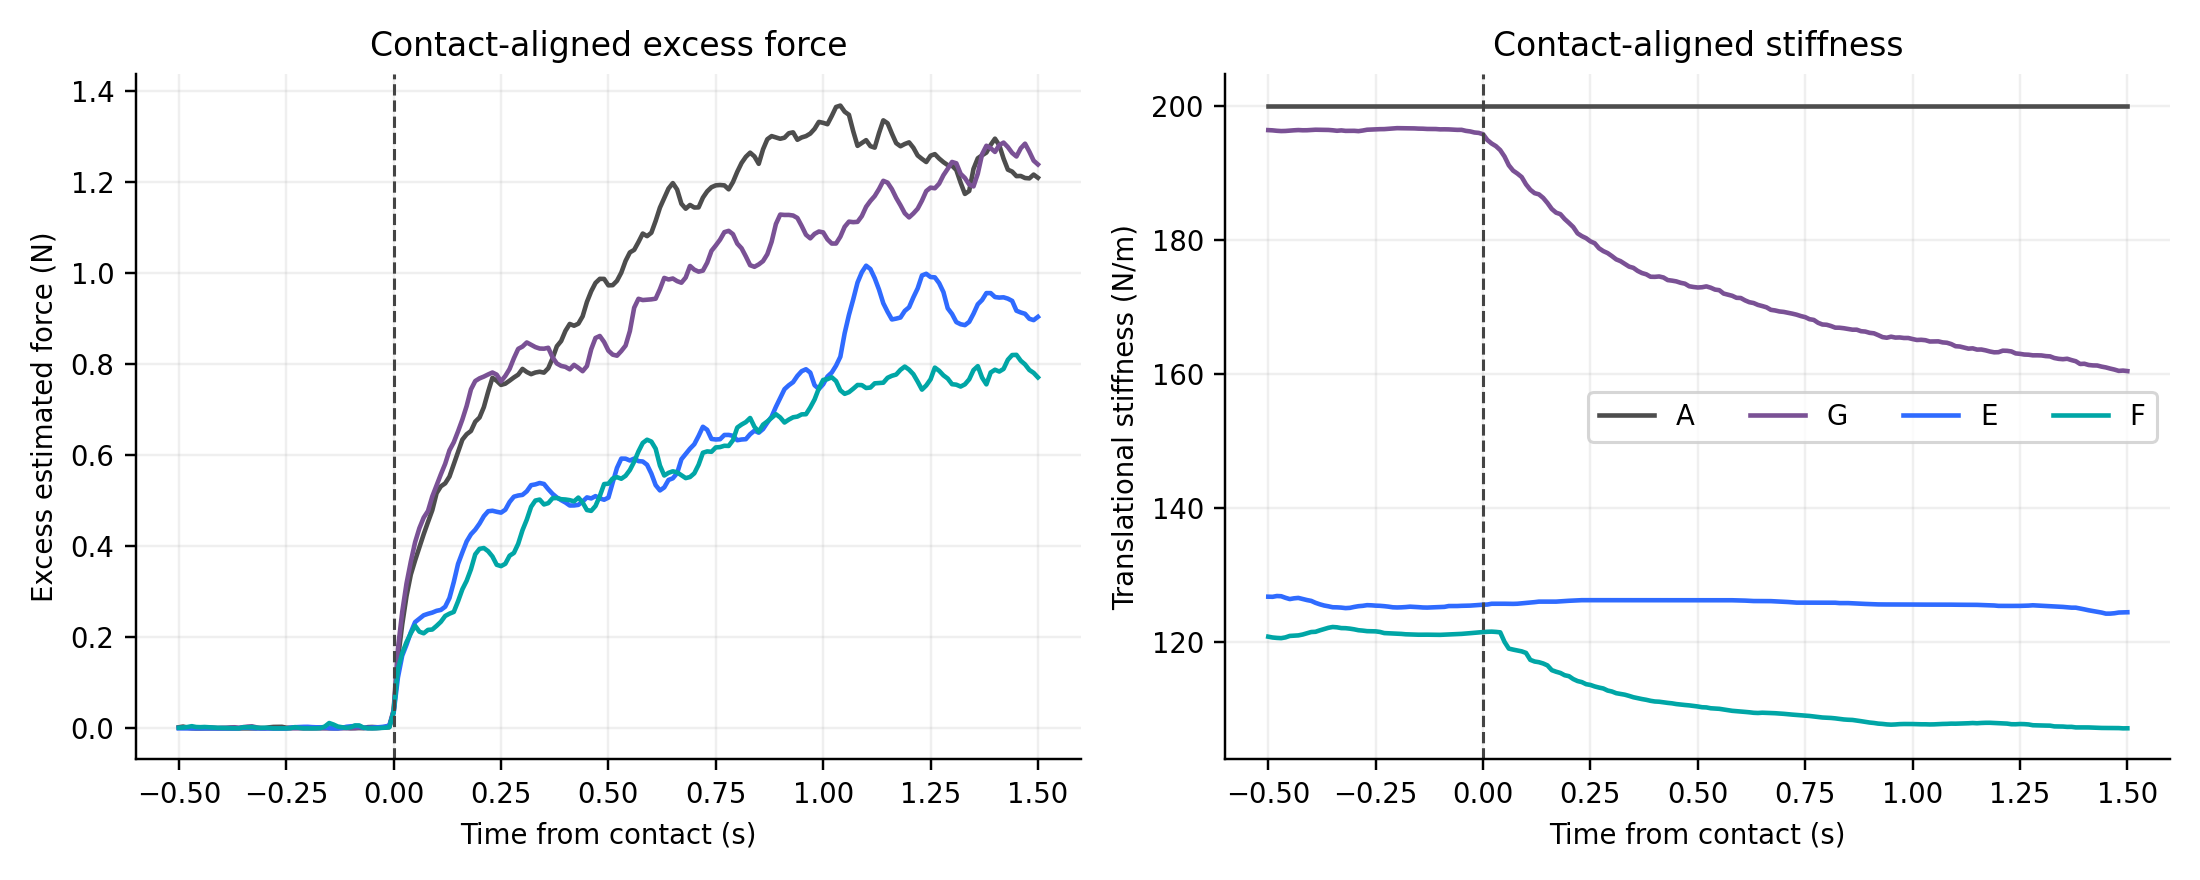 Contact-aligned excess force
Excess estimated force (N)
1.4
1.2
1.0
0.8
0.6
0.4
0.2
0.0
−0.50 −0.25 0.00 0.25 0.50 0.75 1.00 1.25 1.50
Time from contact (s)
Contact-aligned stiffness
Translational stiffness (N/m)
200
180
160
140
120
A G E F
−0.50 −0.25 0.00 0.25 0.50 0.75 1.00 1.25 1.50
Time from contact (s)